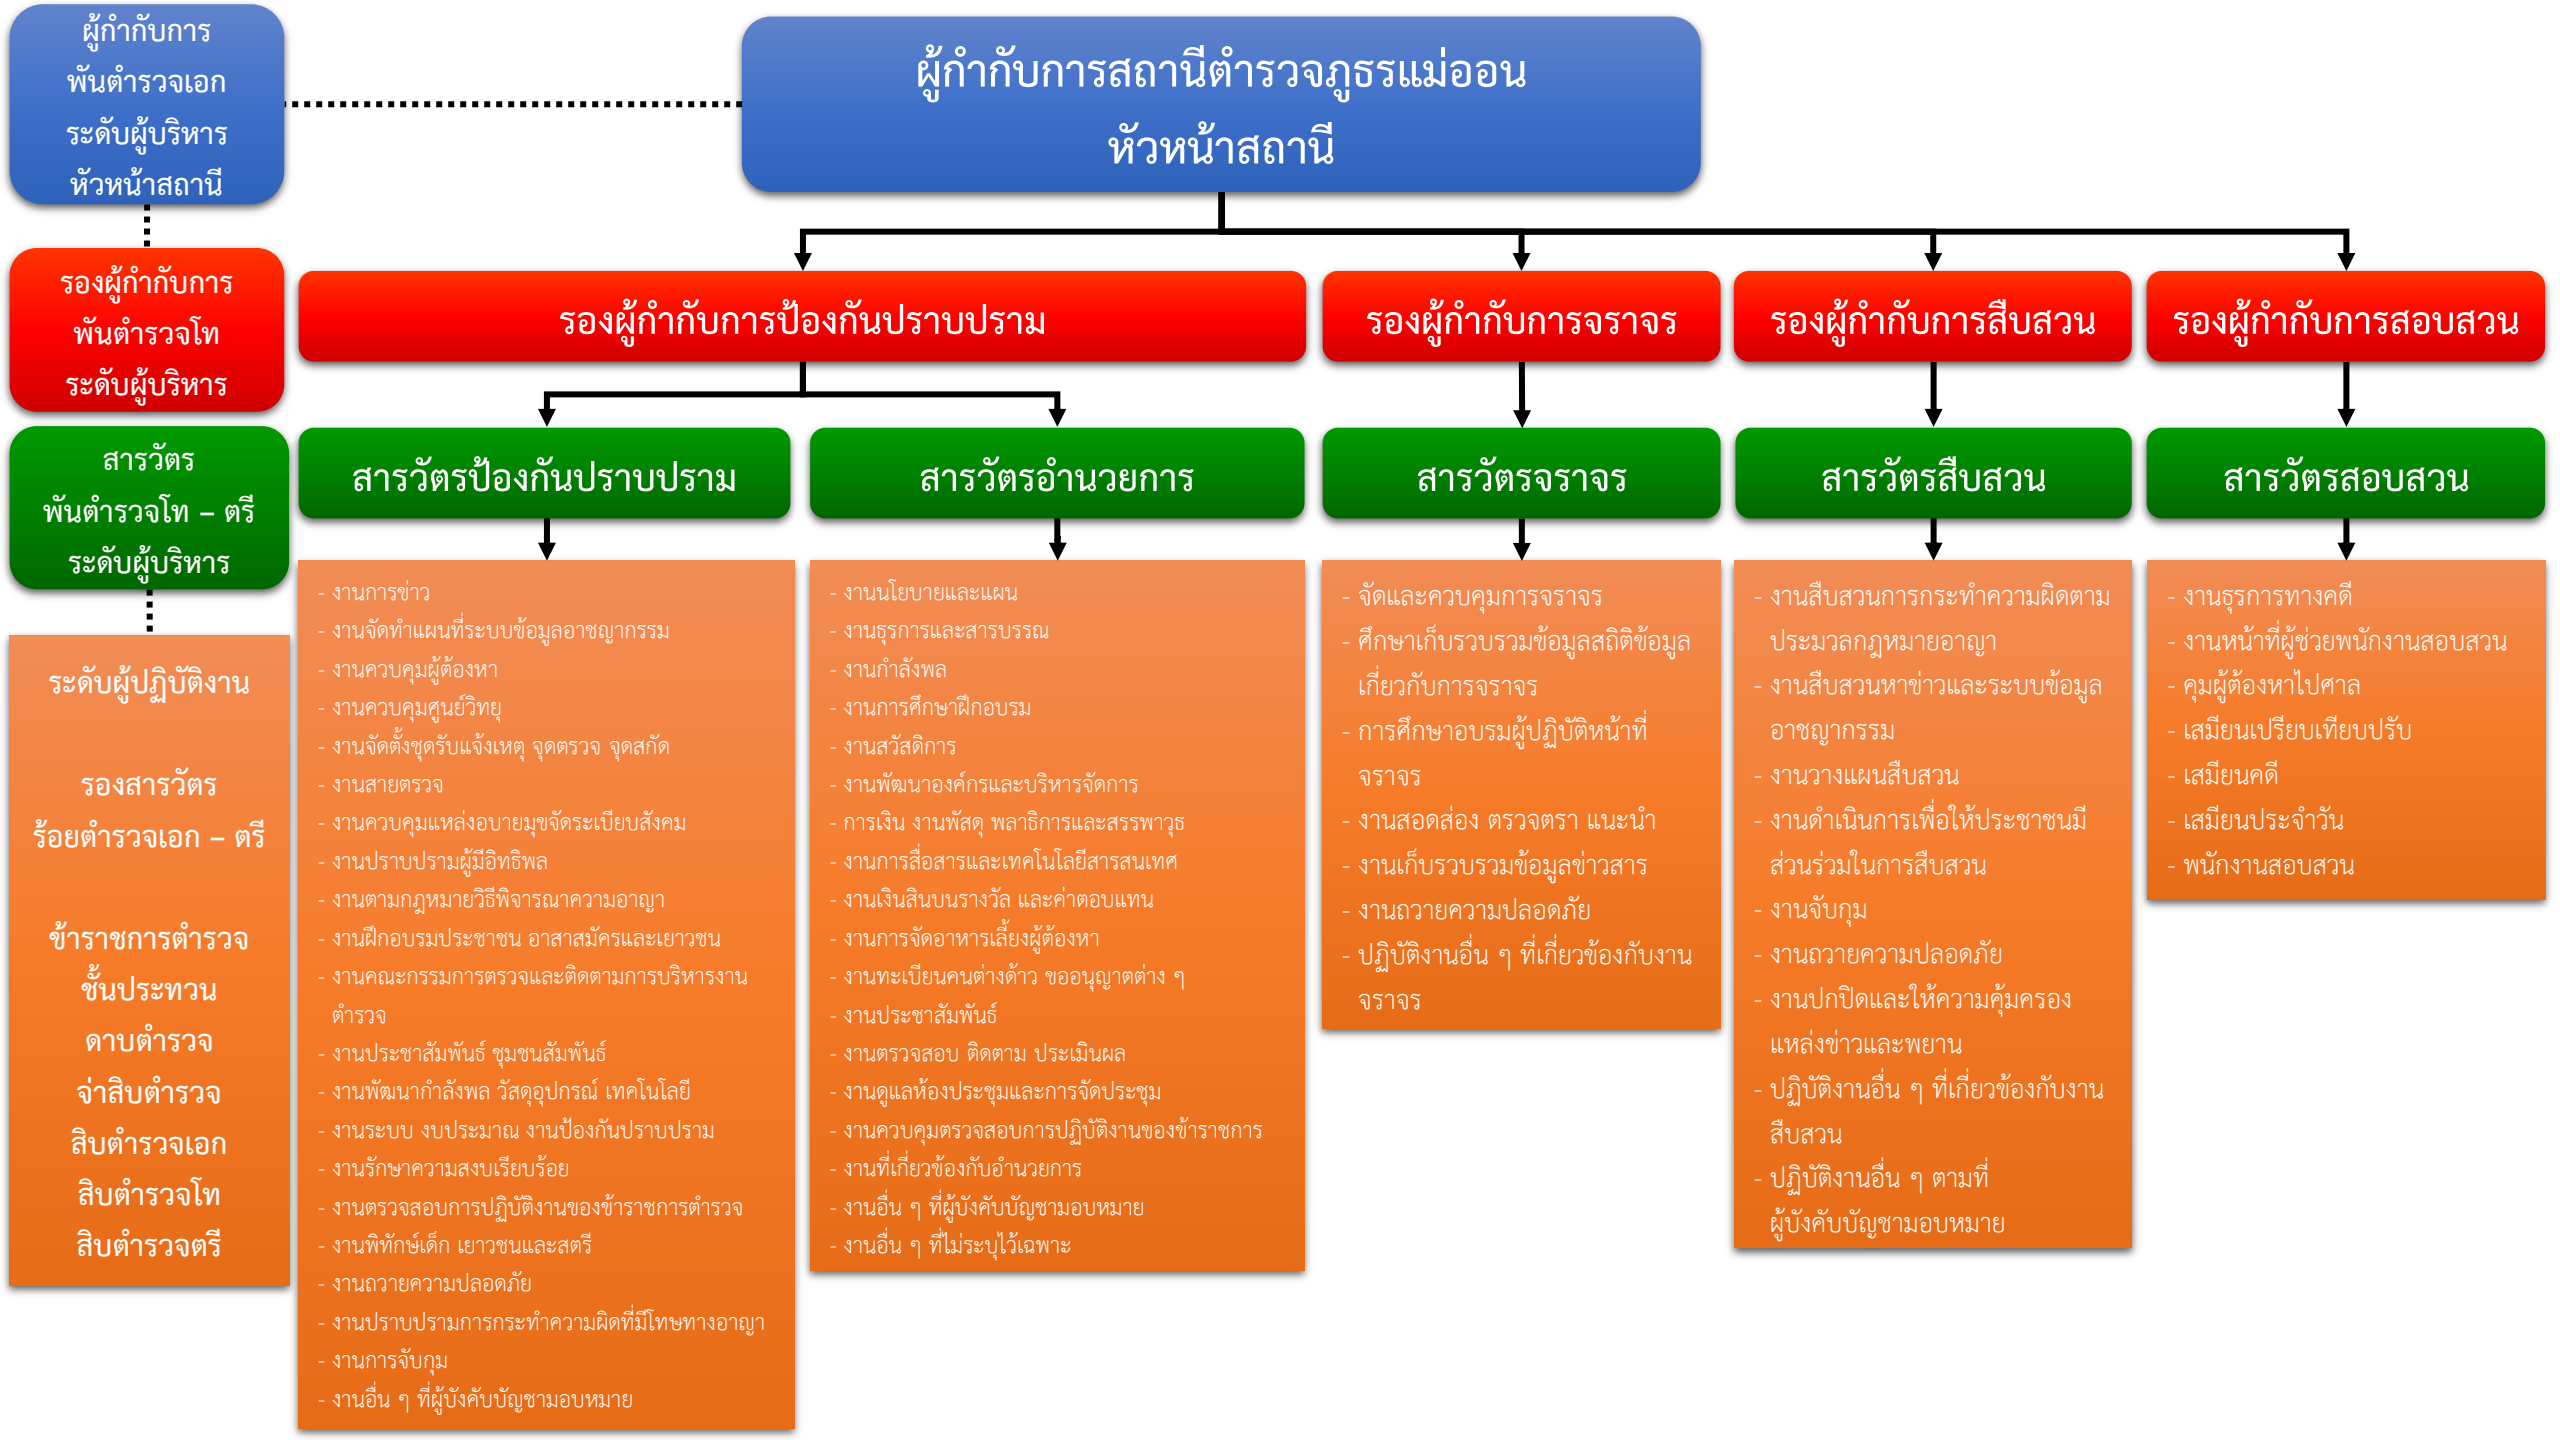 ผู้กำกับการ
พันตำรวจเอก
ระดับผู้บริหาร
หัวหน้าสถานี
ผู้กำกับการสถานีตำรวจภูธรแม่ออน
หัวหน้าสถานี
รองผู้กำกับการ
พันตำรวจโท
ระดับผู้บริหาร
รองผู้กำกับการป้องกันปราบปราม
รองผู้กำกับการจราจร
รองผู้กำกับการสืบสวน
รองผู้กำกับการสอบสวน
สารวัตร
พันตำรวจโท – ตรี
ระดับผู้บริหาร
สารวัตรป้องกันปราบปราม
สารวัตรอำนวยการ
สารวัตรจราจร
สารวัตรสืบสวน
สารวัตรสอบสวน
ระดับผู้ปฏิบัติงาน
รองสารวัตร
ร้อยตำรวจเอก – ตรี
ข้าราชการตำรวจ
ชั้นประทวน
ดาบตำรวจ
จ่าสิบตำรวจ
สิบตำรวจเอก
สิบตำรวจโท
สิบตำรวจตรี
- งานการข่าว
- งานจัดทำแผนที่ระบบข้อมูลอาชญากรรม
- งานควบคุมผู้ต้องหา
- งานควบคุมศูนย์วิทยุ
- งานจัดตั้งชุดรับแจ้งเหตุ จุดตรวจ จุดสกัด
- งานสายตรวจ
- งานควบคุมแหล่งอบายมุขจัดระเบียบสังคม
- งานปราบปรามผู้มีอิทธิพล
- งานตามกฎหมายวิธีพิจารณาความอาญา
- งานฝึกอบรมประชาชน อาสาสมัครและเยาวชน
- งานคณะกรรมการตรวจและติดตามการบริหารงาน
ตำรวจ
- งานประชาสัมพันธ์ ชุมชนสัมพันธ์
- งานพัฒนากำลังพล วัสดุอุปกรณ์ เทคโนโลยี
- งานระบบ งบประมาณ งานป้องกันปราบปราม
- งานรักษาความสงบเรียบร้อย
- งานตรวจสอบการปฏิบัติงานของข้าราชการตำรวจ
- งานพิทักษ์เด็ก เยาวชนและสตรี
- งานถวายความปลอดภัย
- งานปราบปรามการกระทำความผิดที่มีโทษทางอาญา
- งานการจับกุม
- งานอื่น ๆ ที่ผู้บังคับบัญชามอบหมาย
- งานนโยบายและแผน
- งานธุรการและสารบรรณ
- งานกำลังพล
- งานการศึกษาฝึกอบรม
- งานสวัสดิการ
- งานพัฒนาองค์กรและบริหารจัดการ
- การเงิน งานพัสดุ พลาธิการและสรรพาวุธ
- งานการสื่อสารและเทคโนโลยีสารสนเทศ
- งานเงินสินบนรางวัล และค่าตอบแทน
- งานการจัดอาหารเลี้ยงผู้ต้องหา
- งานทะเบียนคนต่างด้าว ขออนุญาตต่าง ๆ
- งานประชาสัมพันธ์
- งานตรวจสอบ ติดตาม ประเมินผล
- งานดูแลห้องประชุมและการจัดประชุม
- งานควบคุมตรวจสอบการปฏิบัติงานของข้าราชการ
- งานที่เกี่ยวข้องกับอำนวยการ
- งานอื่น ๆ ที่ผู้บังคับบัญชามอบหมาย
- งานอื่น ๆ ที่ไม่ระบุไว้เฉพาะ
- จัดและควบคุมการจราจร
- ศึกษาเก็บรวบรวมข้อมูลสถิติข้อมูล
เกี่ยวกับการจราจร
- การศึกษาอบรมผู้ปฏิบัติหน้าที่
จราจร
- งานสอดส่อง ตรวจตรา แนะนำ
- งานเก็บรวบรวมข้อมูลข่าวสาร
- งานถวายความปลอดภัย
- ปฏิบัติงานอื่น ๆ ที่เกี่ยวข้องกับงาน
จราจร
- งานสืบสวนการกระทำความผิดตาม
ประมวลกฎหมายอาญา
- งานสืบสวนหาข่าวและระบบข้อมูล
อาชญากรรม
- งานวางแผนสืบสวน
- งานดำเนินการเพื่อให้ประชาชนมี
ส่วนร่วมในการสืบสวน
- งานจับกุม
- งานถวายความปลอดภัย
- งานปกปิดและให้ความคุ้มครอง
แหล่งข่าวและพยาน
- ปฏิบัติงานอื่น ๆ ที่เกี่ยวข้องกับงาน
สืบสวน
- ปฏิบัติงานอื่น ๆ ตามที่
ผู้บังคับบัญชามอบหมาย
- งานธุรการทางคดี
- งานหน้าที่ผู้ช่วยพนักงานสอบสวน
- คุมผู้ต้องหาไปศาล
- เสมียนเปรียบเทียบปรับ
- เสมียนคดี
- เสมียนประจำวัน
- พนักงานสอบสวน